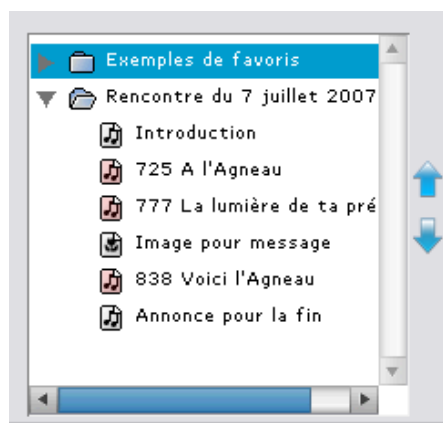 Exemples de favoris
Rencontre du 7 juillet 2007
Introduction
725 A l'Agneau
777 La lumière de ta pré
Image pour message
838 Voici l'Agneau
Annonce pour la fin